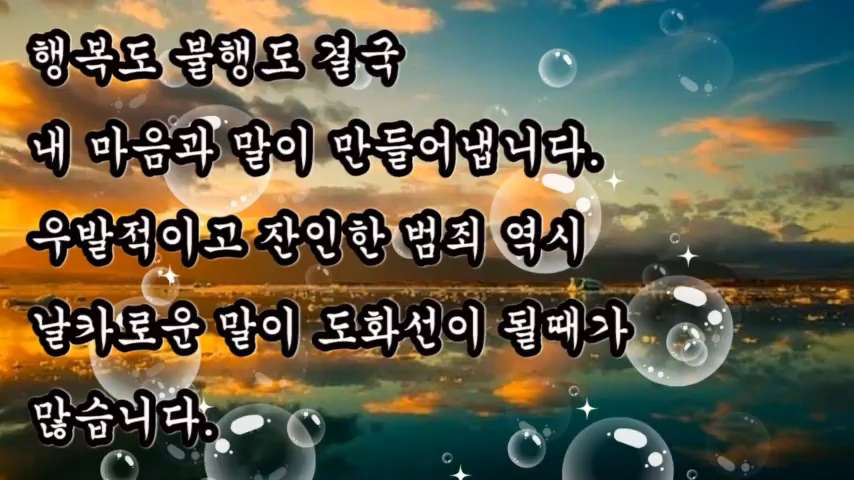 행복도 불행도 결국
내 마음과 말이 만들어냅니다.
우발적이고 잔인한 범죄 역시
날카로운 말이 도화선이 될때가
많습니다.